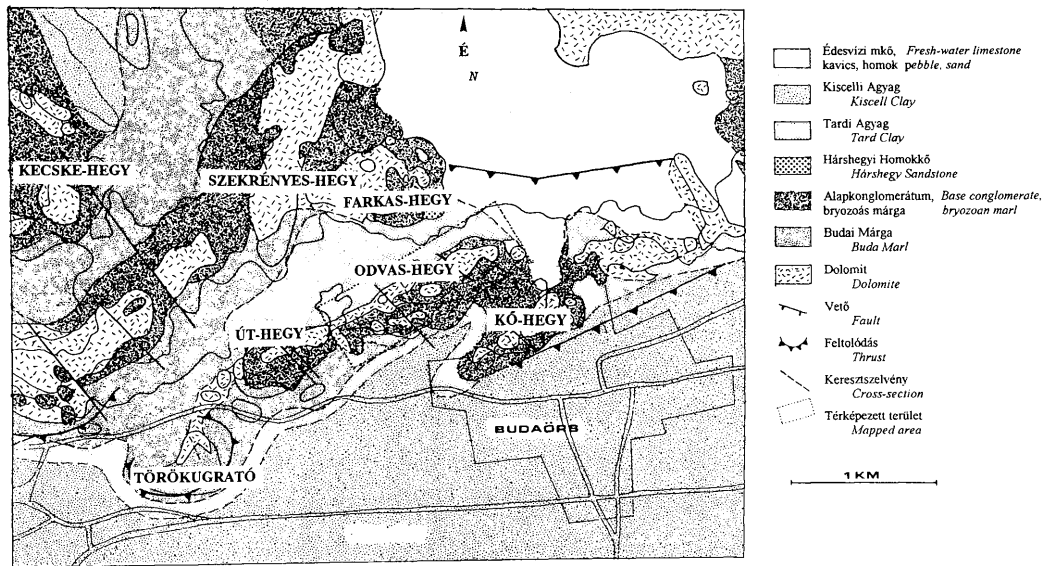 É
N
KECSKE-HEGY
SZEKRÉNYES-HEGY
FARKAS-HEGY
ODVAS-HEGY
ÚT-HEGY
KŐ-HEGY
BUDAÖRS
TÖRÖKUGRATÓ
Édesvízi mkő, Fresh-water limestone
kavics, homok pebble, sand
Kiscelli Agyag
Kiscell Clay
Tardi Agyag
Tard Clay
Hárshegyi Homokkő
Hárshegy Sandstone
Alapkonglomerátum, Base conglomerate,
bryozoás márga bryozoan marl
Budai Márga
Buda Marl
Dolomit
Dolomite
Vető
Fault
Feltolódás
Thrust
Keresztszelvény
Cross-section
Térképezett terület
Mapped area
1 KM